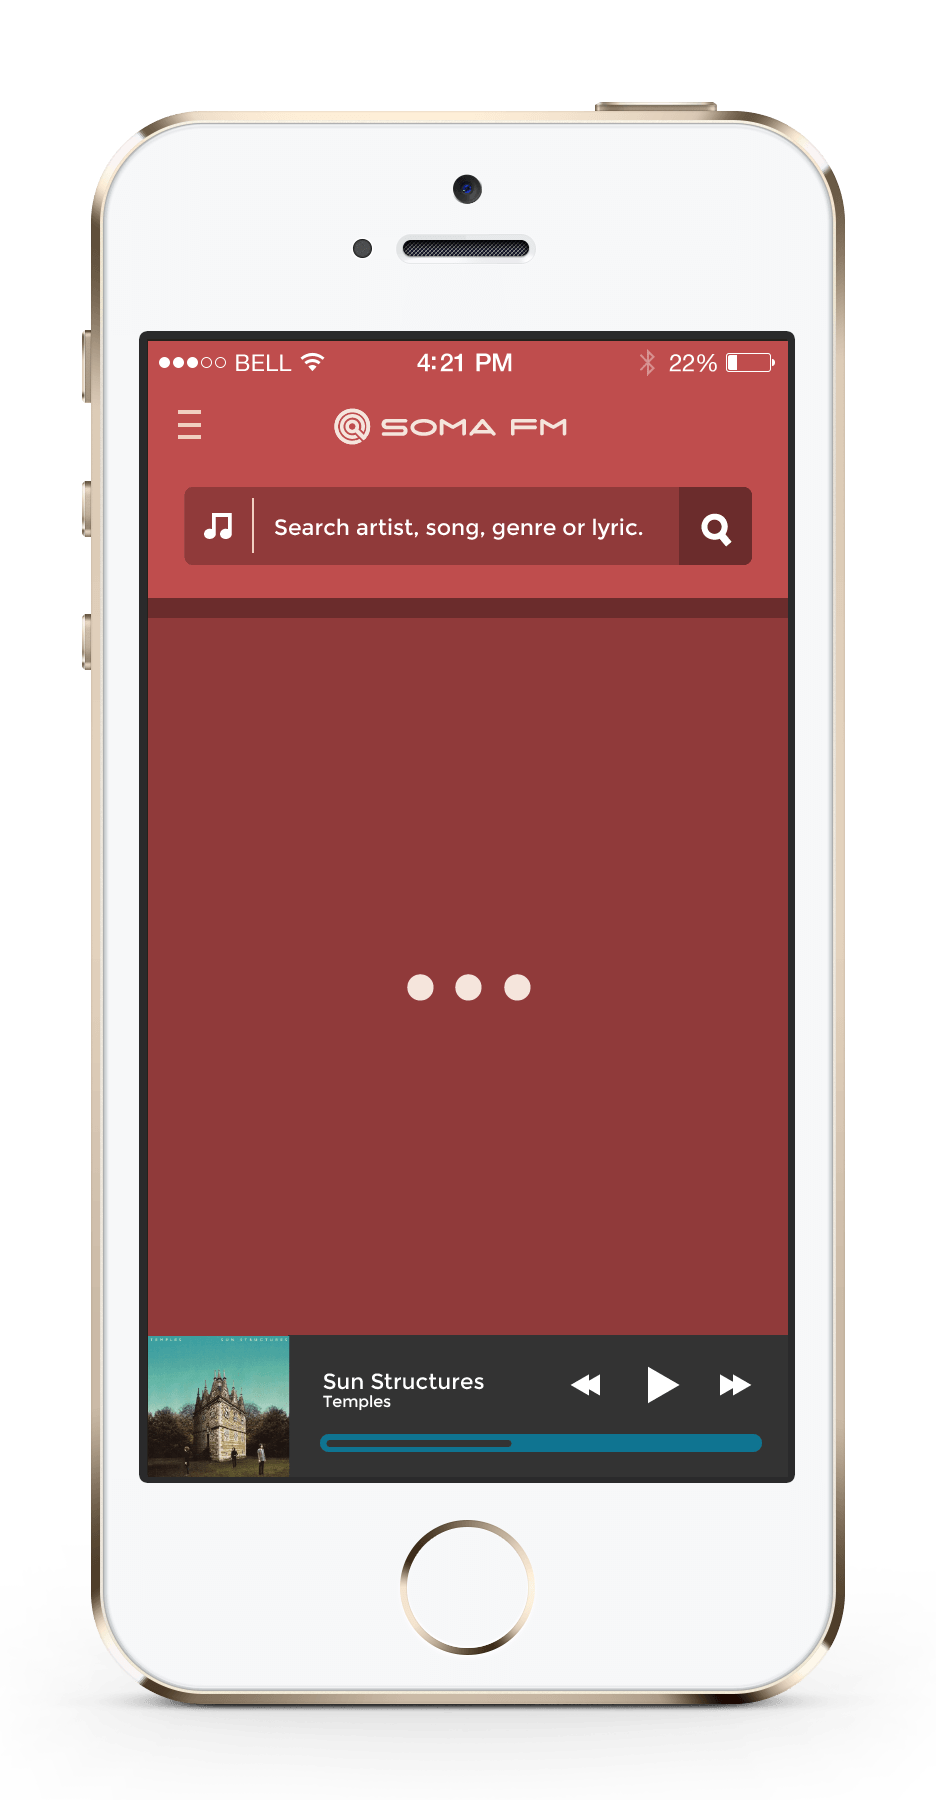 BELL 4:21 PM 22%
SOMA FM
Search artist, song, genre or lyric.
TEMPLES SUN STRUCTURES
Sun Structures
Temples